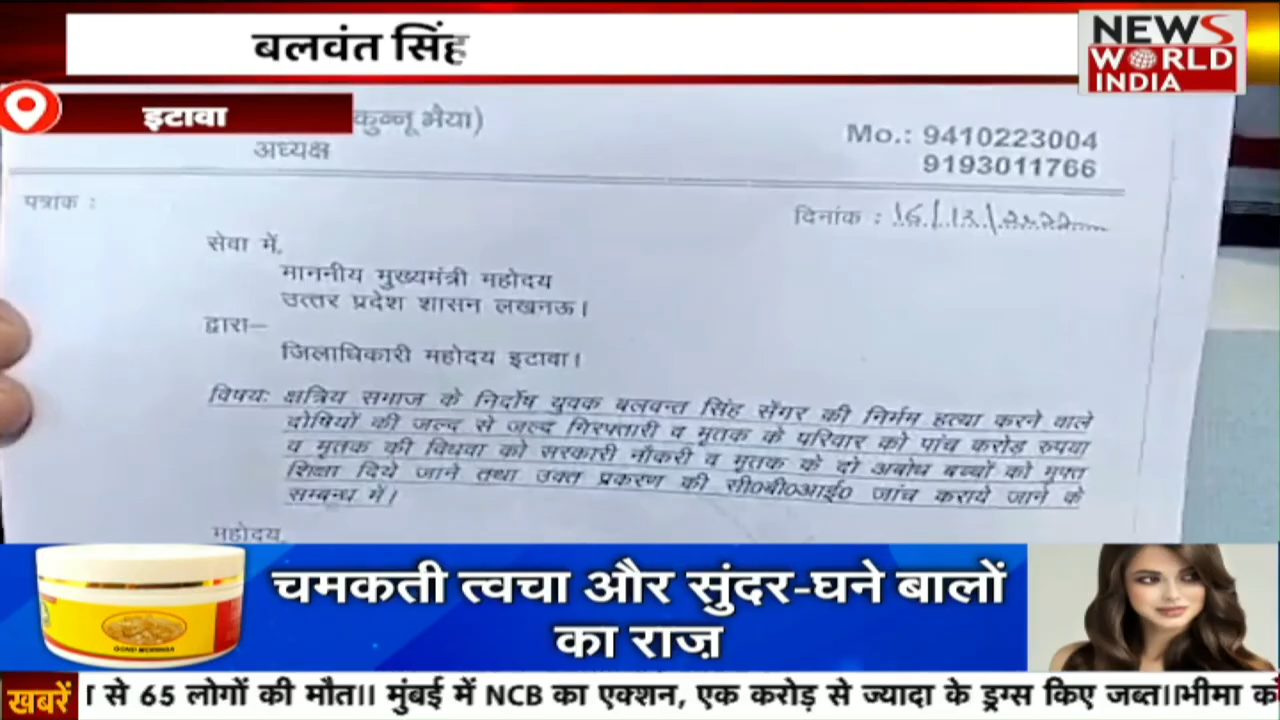 बलवंत सिंह
NEWS
WORLD
INDIA
इटावा
कुन्नू भैया)
अध्यक्ष
Mo.: 9410223004
9193011766
पत्रांक :
दिनांक :
सेवा में,
माननीय मुख्यमंत्री महोदय
उत्तर प्रदेश शासन लखनऊ।
द्वारा–
जिलाधिकारी महोदय इटावा।
विषयः क्षत्रिय समाज के निर्दोष युवक बलवन्त सिंह सेंगर की निर्मम हत्या करने वाले
दोषियों की जल्द से जल्द गिरफ्तारी व मृतक के परिवार को पांच करोड़ रुपया
व मृतक की विधवा को सरकारी नौकरी व मृतक के दो अबोध बच्चों को मुफ्त
शिक्षा दिये जाने तथा उक्त प्रकरण की सी0बी0आई0 जांच कराये जाने के
सम्बन्ध में।
महोदय,
चमकती त्वचा और सुंदर-घने बालों
का राज़
GOND MORINGA
खबरें
से 65 लोगों की मौत।। मुंबई में NCB का एक्शन, एक करोड़ से ज्यादा के ड्रग्स किए जब्त।।भीमा को